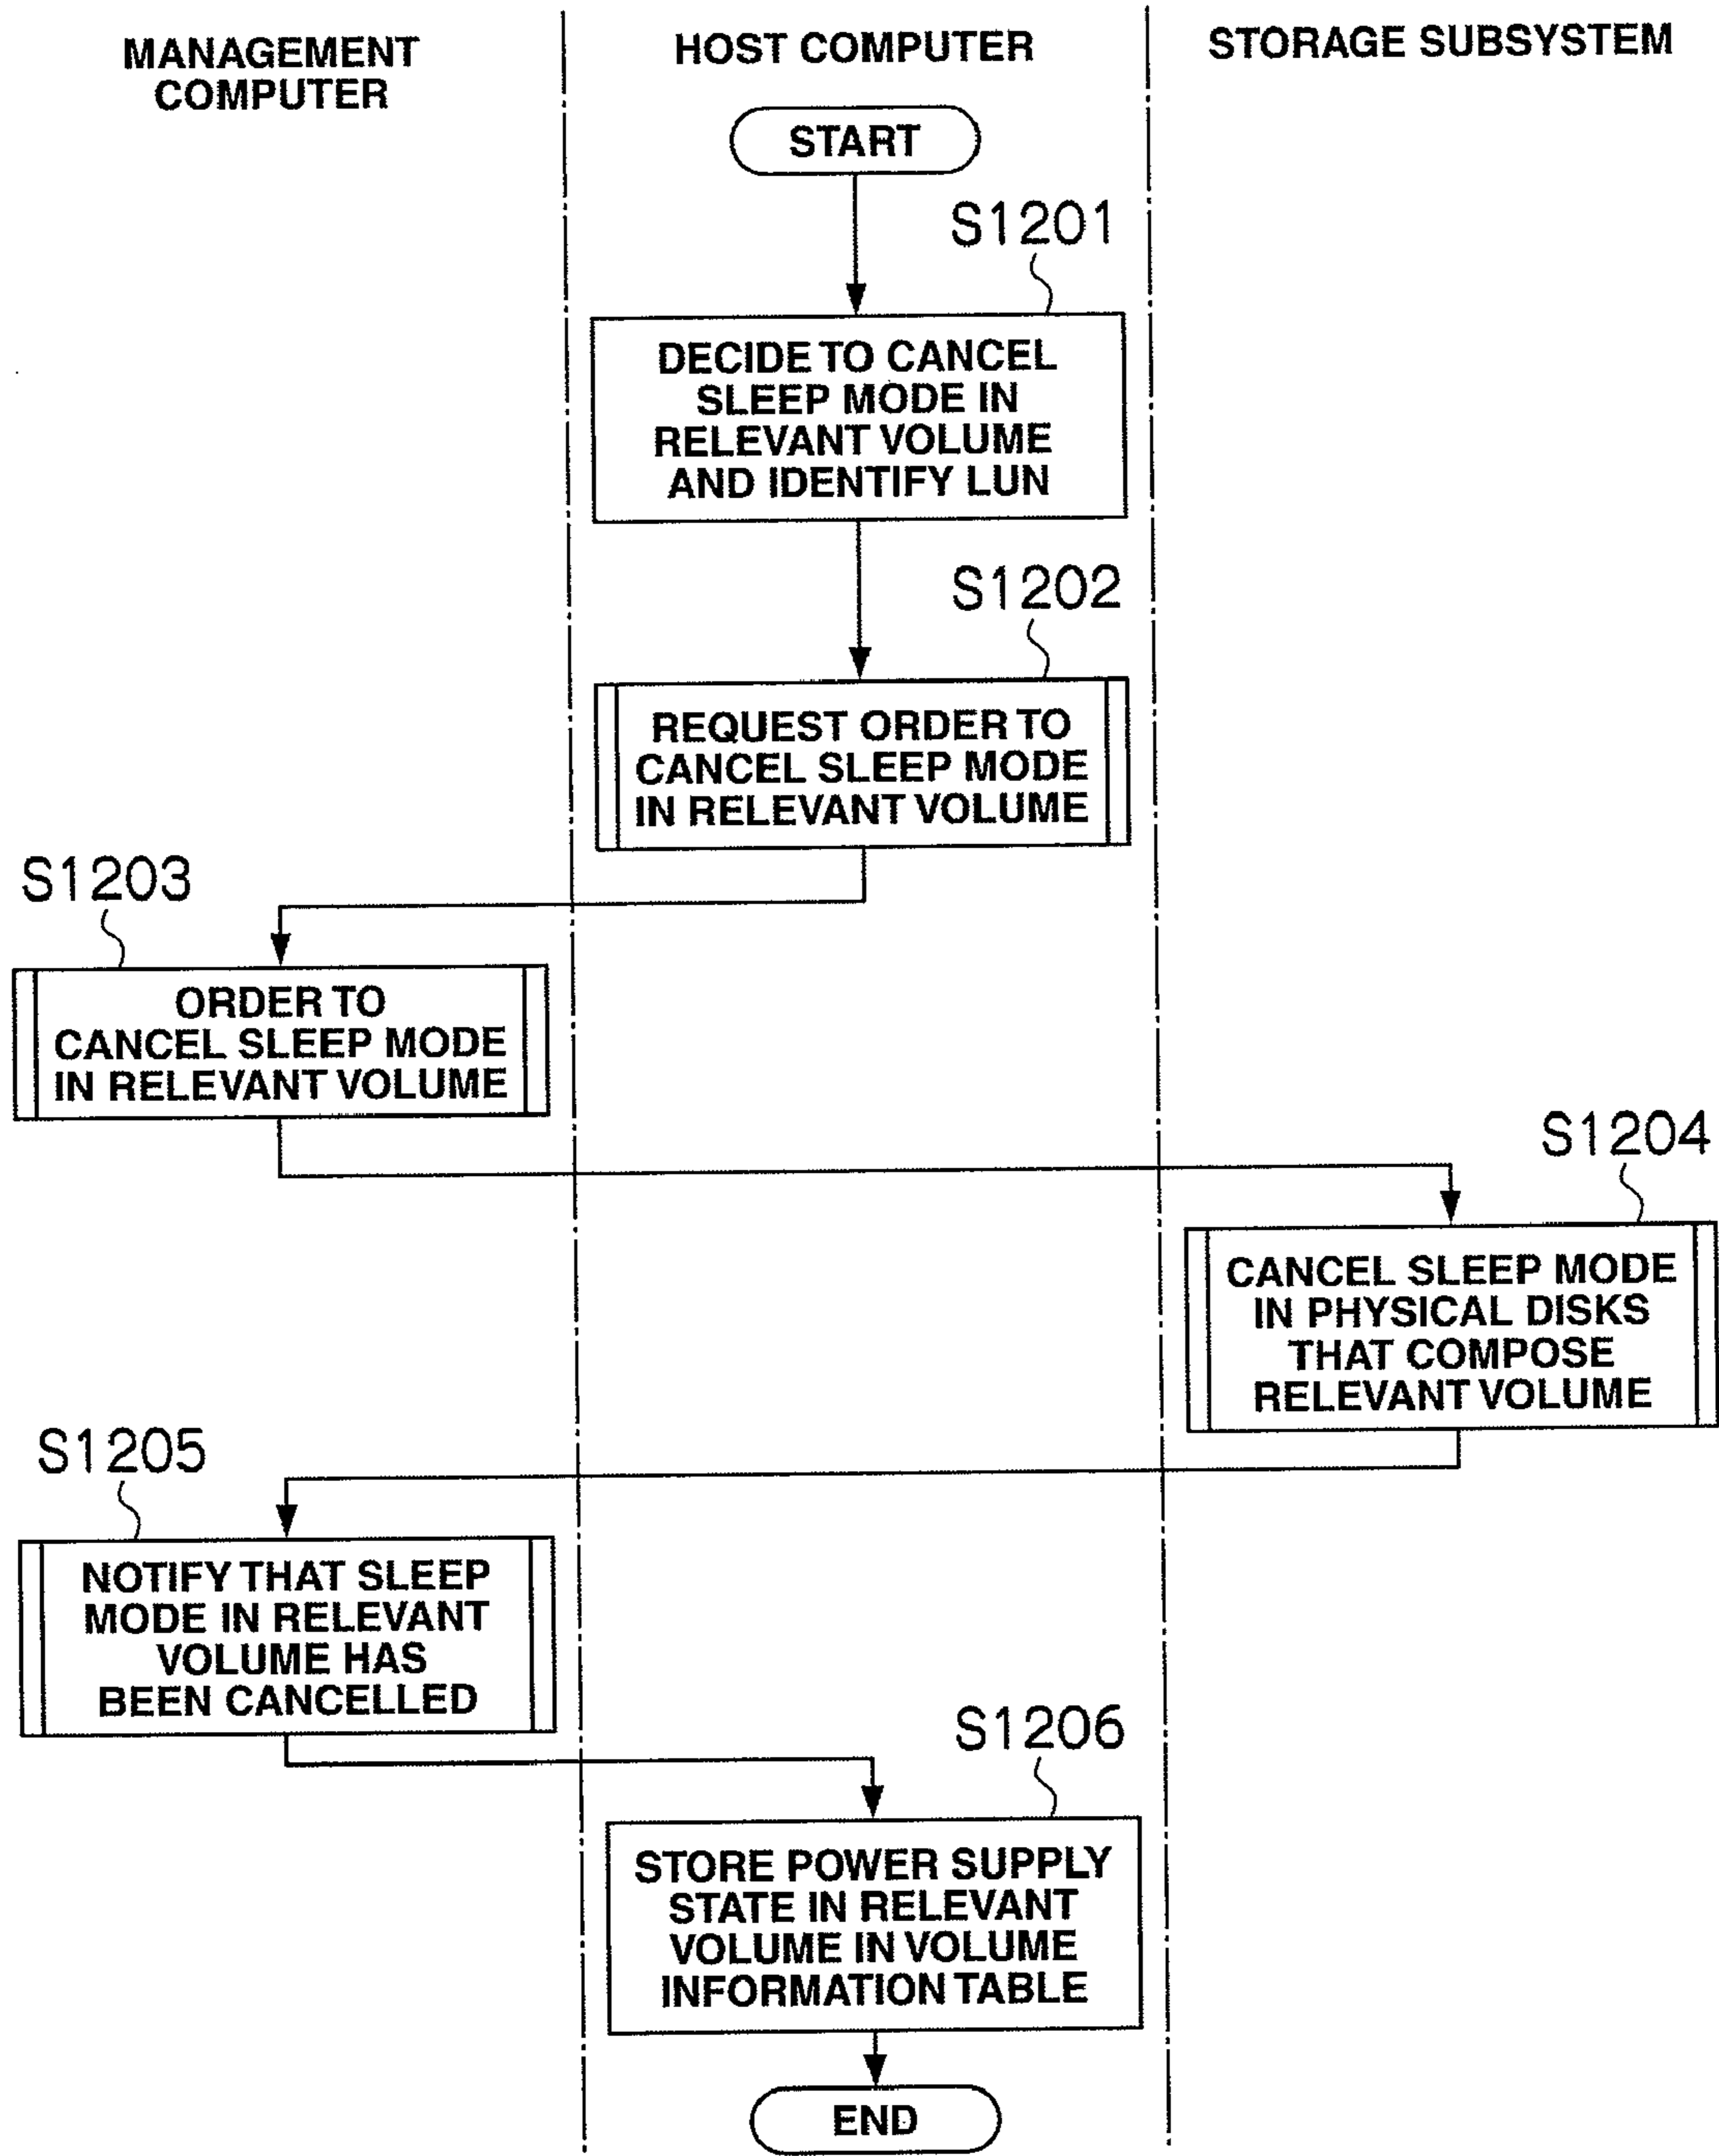 MANAGEMENT
COMPUTER
HOST COMPUTER
STORAGE SUBSYSTEM
START
S1201
DECIDE TO CANCEL
SLEEP MODE IN
RELEVANT VOLUME
AND IDENTIFY LUN
S1202
REQUEST ORDER TO
CANCEL SLEEP MODE
IN RELEVANT VOLUME
S1203
ORDER TO
CANCEL SLEEP MODE
IN RELEVANT VOLUME
S1204
CANCEL SLEEP MODE
IN PHYSICAL DISKS
THAT COMPOSE
RELEVANT VOLUME
S1205
NOTIFY THAT SLEEP
MODE IN RELEVANT
VOLUME HAS
BEEN CANCELLED
S1206
STORE POWER SUPPLY
STATE IN RELEVANT
VOLUME IN VOLUME
INFORMATION TABLE
END